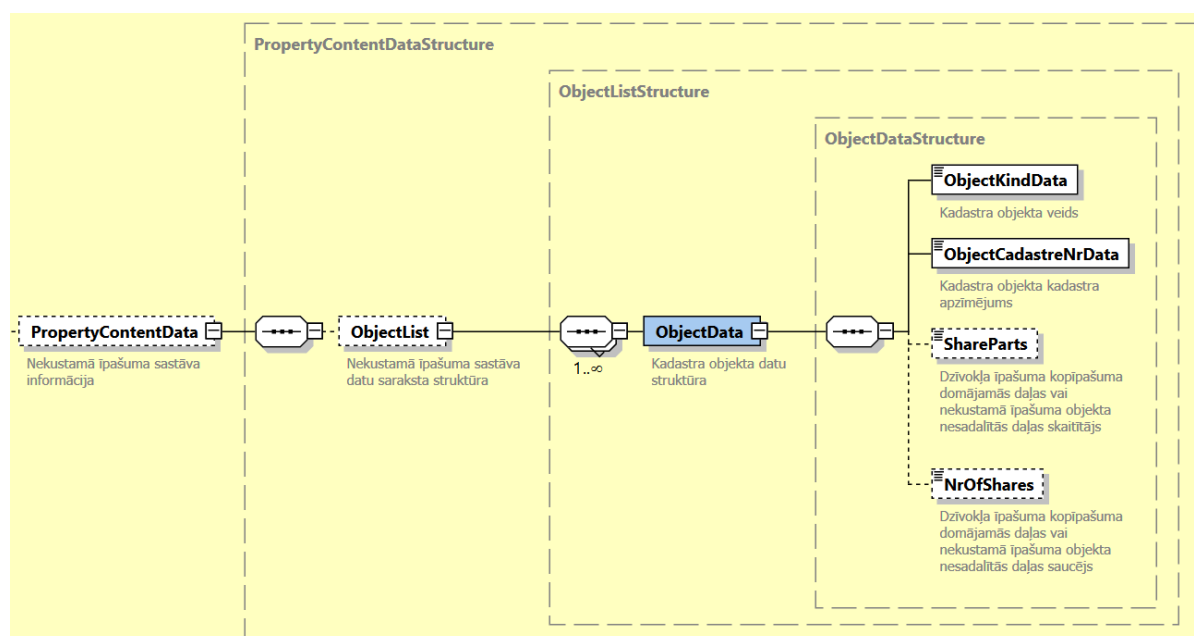 PropertyContentDataStructure
ObjectListStructure
ObjectDataStructure
ObjectKindData
Kadastra objekta veids
ObjectCadastreNrData
Kadastra objekta kadastra
apzīmējums
PropertyContentData
Nekustamā īpašuma sastāva
informācija
ObjectList
Nekustamā īpašuma sastāva
datu saraksta struktūra
1..∞
ObjectData
Kadastra objekta datu
struktūra
ShareParts
Dzīvokļa īpašuma kopīpašuma
domājamās daļas vai
nekustamā īpašuma objekta
nesadalītās daļas skaitītājs
NrOfShares
Dzīvokļa īpašuma kopīpašuma
domājamās daļas vai
nekustamā īpašuma objekta
nesadalītās daļas saucējs